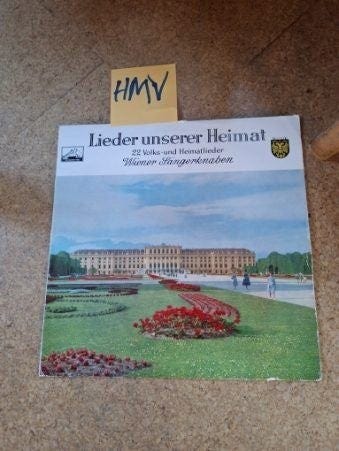 HMV
Lieder unserer Heimat
22 Volks- und Heimatlieder
Wiener Sängerknaben